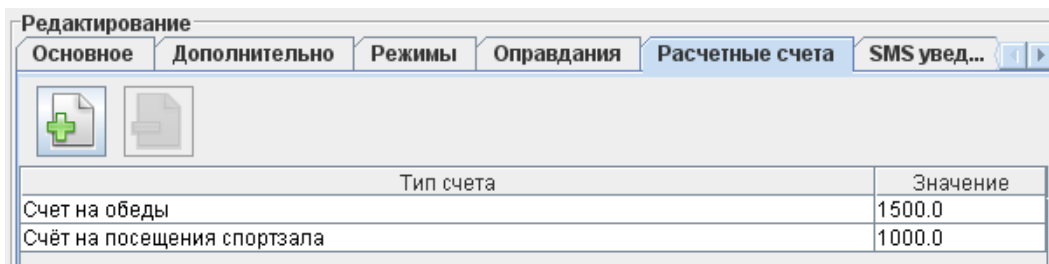 Редактирование
Основное Дополнительно Режимы Оправдания Расчетные счета SMS увед...
Тип счета Значение
Счет на обеды 1500.0
Счёт на посещения спортзала 1000.0